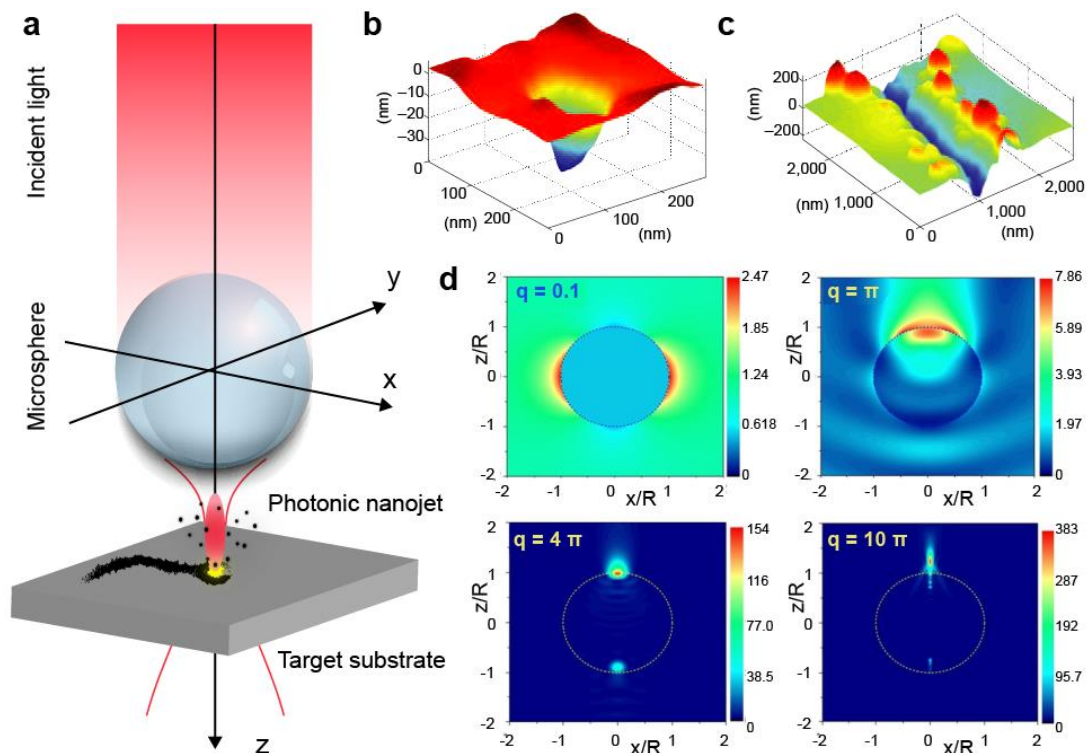 a
Incident light
Microsphere
y
x
Photonic nanojet
Target substrate
z
b
0
−10
−20
−30
(nm)
0
100
200
(nm)
0
100
200
(nm)
c
200
0
−200
(nm)
2,000
1,000
0
(nm)
0
1,000
2,000
(nm)
d
q = 0.1
2
1
0
-1
-2
z/R
-2 -1 0 1 2
x/R
2.47
1.85
1.24
0.618
0
q = π
2
1
0
-1
-2
z/R
-2 -1 0 1 2
x/R
7.86
5.89
3.93
1.97
0
q = 4 π
2
1
0
-1
-2
z/R
-2 -1 0 1 2
x/R
154
116
77.0
38.5
0
q = 10 π
2
1
0
-1
-2
z/R
-2 -1 0 1 2
x/R
383
287
192
95.7
0